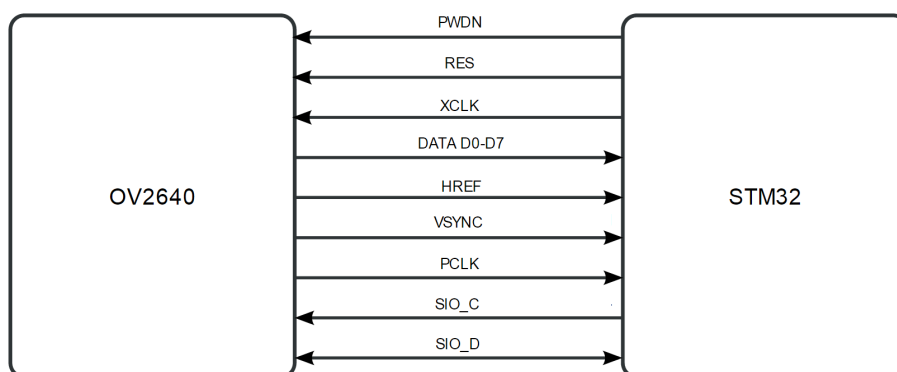 PWDN
RES
XCLK
DATA D0-D7
HREF
OV2640
STM32
VSYNC
PCLK
SIO_C
SIO_D